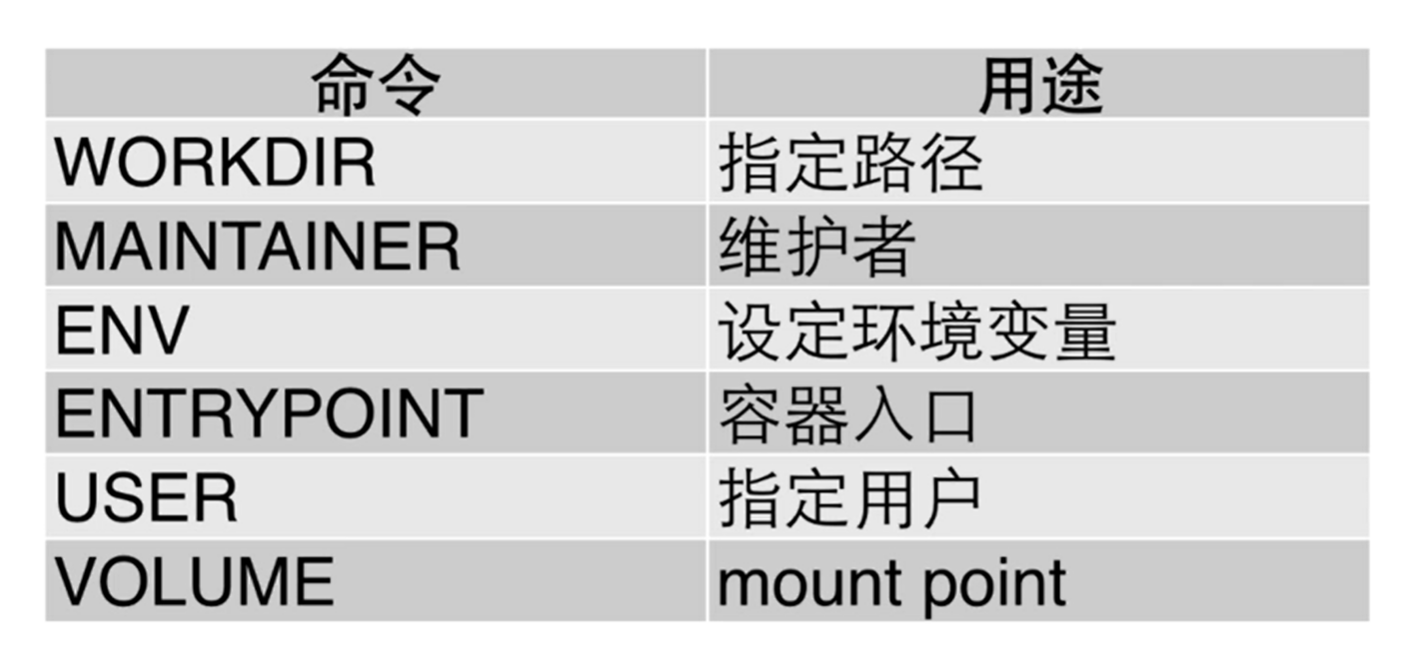 命令 用途
WORKDIR 指定路径
MAINTAINER 维护者
ENV 设定环境变量
ENTRYPOINT 容器入口
USER 指定用户
VOLUME mount point